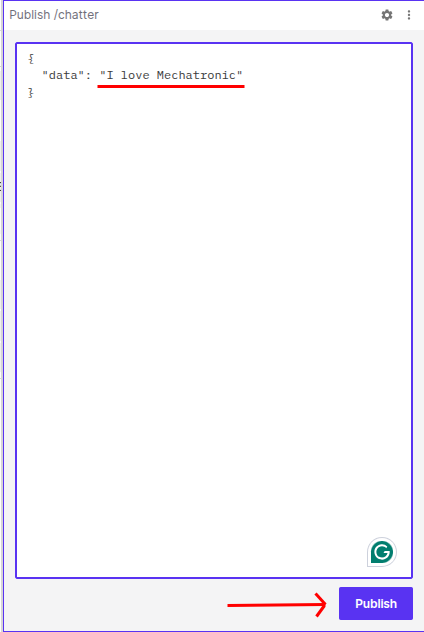 Publish /chatter
{
"data": "I love Mechatronic"
}
Publish